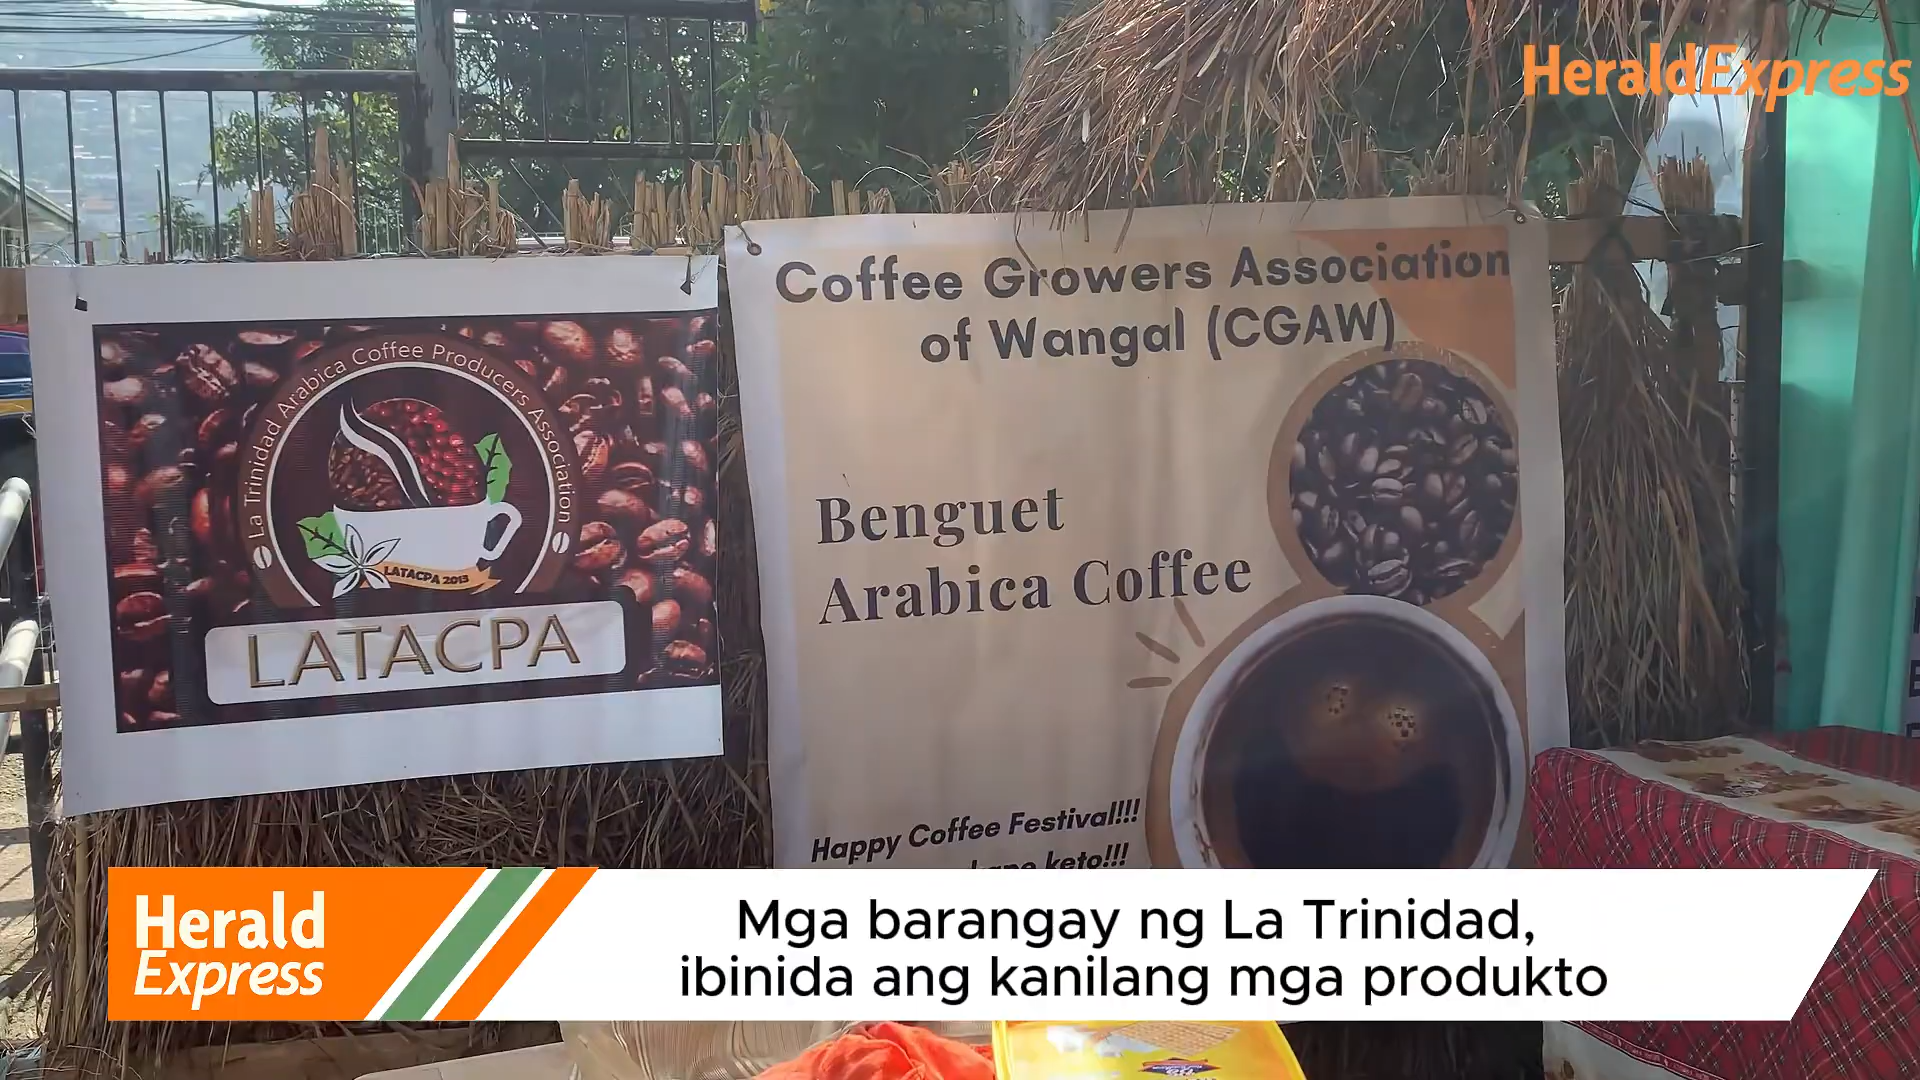 HeraldExpress
Coffee Growers Association
of Wangal (CGAW)
La Trinidad Arabica Coffee Producers Association
LATACPA 2013
LATACPA
Benguet
Arabica Coffee
Happy Coffee Festival!!!
keto!!!
Herald
Express
Mga barangay ng La Trinidad,
ibinida ang kanilang mga produkto